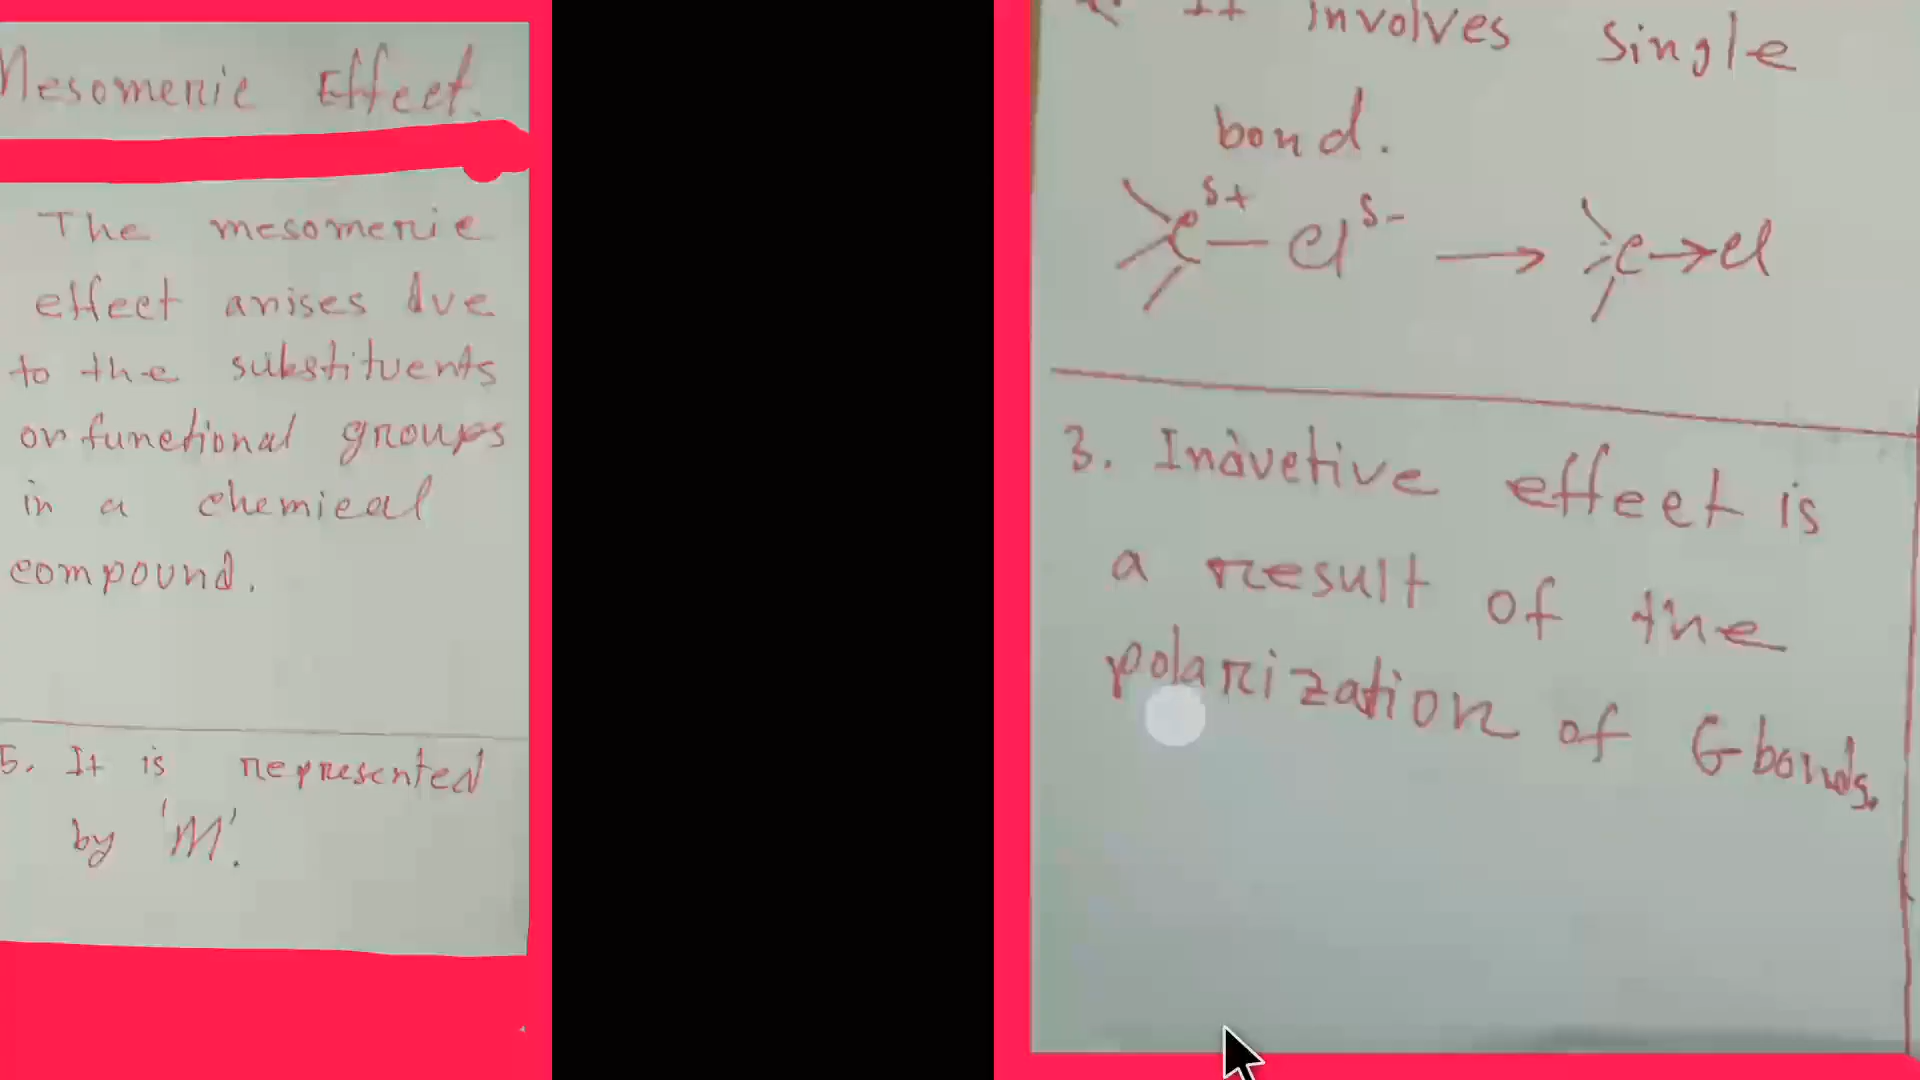 Mesomeric Effect.
The mesomeric
effect arises due
to the substituents
or functional groups
in a chemical
compound.
5. It is represented
by 'M'.
It involves single
bond.
C δ+ — Cl δ- → C→Cl
3. Inductive effect is
a result of the
polarization of σ bonds.